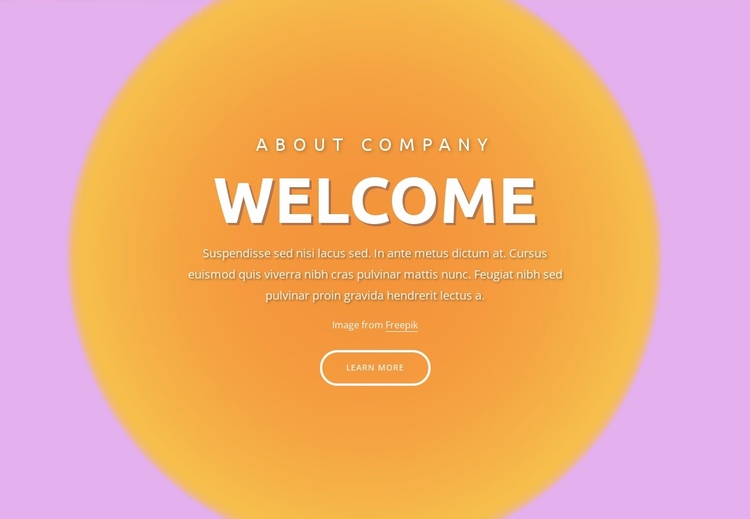 ABOUT COMPANY
WELCOME
Suspendisse sed nisi lacus sed. In ante metus dictum at. Cursus
euismod quis viverra nibh cras pulvinar mattis nunc. Feugiat nibh sed
pulvinar proin gravida hendrerit lectus a.
Image from Freepik
LEARN MORE